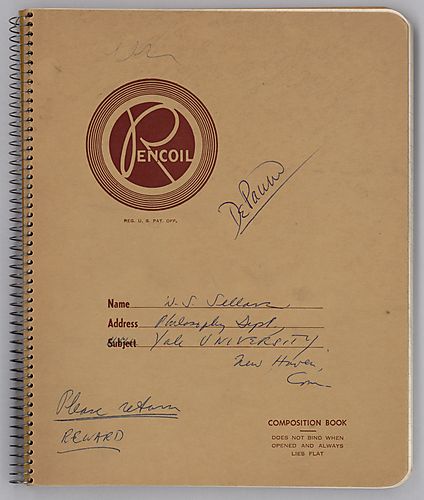 RENCOIL
REG. U. S. PAT. OFF.
DePauw
Name W. S. Sellars
Address Philosophy Dept,
Subject Yale UNIVERSITY
New Haven,
Conn
Please return
REWARD
COMPOSITION BOOK
DOES NOT BIND WHEN
OPENED AND ALWAYS
LIES FLAT